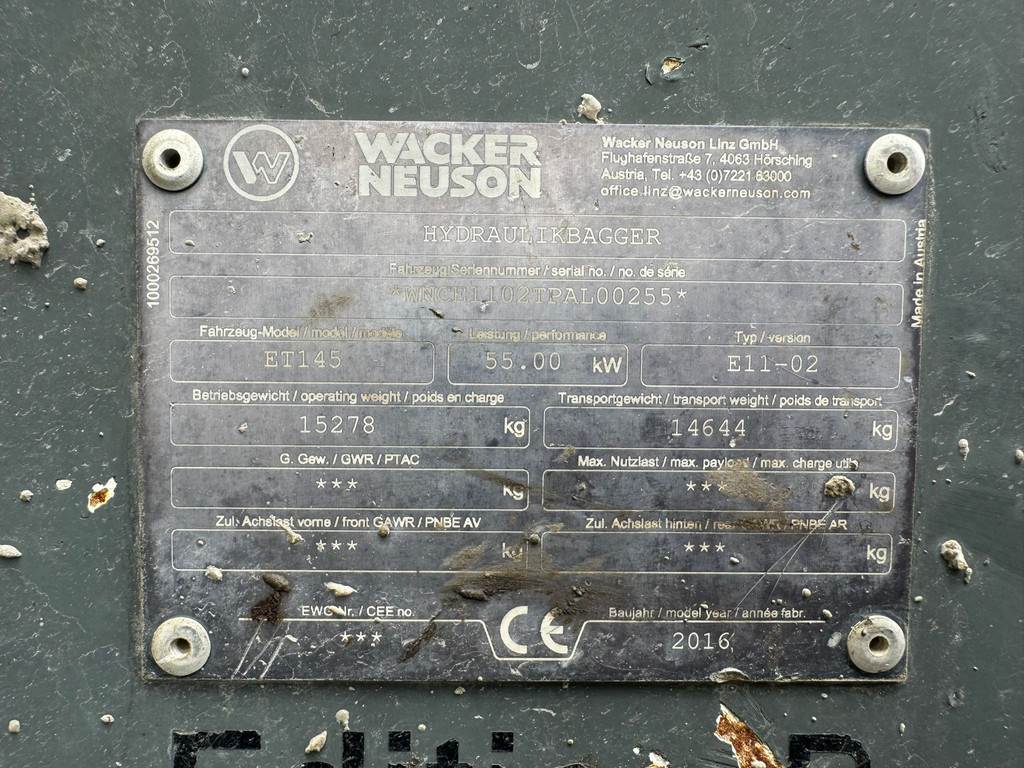 WACKER
NEUSON
Wacker Neuson Linz GmbH
Flughafenstraße 7, 4063 Hörsching
Austria, Tel. +43 (0)7221 63000
office.linz@wackerneuson.com
1000269512
Made in Austria
HYDRAULIKBAGGER
Fahrzeug Seriennummer / serial no. / no. de série
*WNCE1102TPAL00255*
Fahrzeug-Model / model / modèle Leistung / performance Typ / version
ET145 55.00 kW E11-02
Betriebsgewicht / operating weight / poids en charge Transportgewicht / transport weight / poids de transport
15278 kg 14644 kg
G. Gew. / GWR / PTAC Max. Nutzlast / max. payload / max. charge utile
*** kg *** kg
Zul. Achslast vorne / front GAWR / PNBE AV Zul. Achslast hinten / rear GAWR / PNBE AR
*** kg *** kg
EWG Nr. / CEE no. CE Baujahr / model year / année fabr.
*** 2016